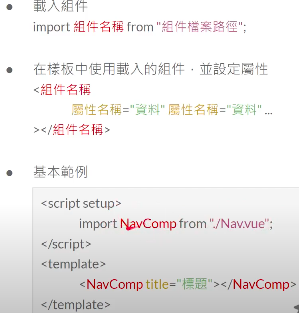 ● 載入組件
import 組件名稱 from "組件檔案路徑";
● 在樣板中使用載入的組件，並設定屬性
<組件名稱
屬性名稱="資料" 屬性名稱="資料" ...
></組件名稱>
● 基本範例
<script setup>
import NavComp from "./Nav.vue";
</script>
<template>
<NavComp title="標題"></NavComp>
</template>